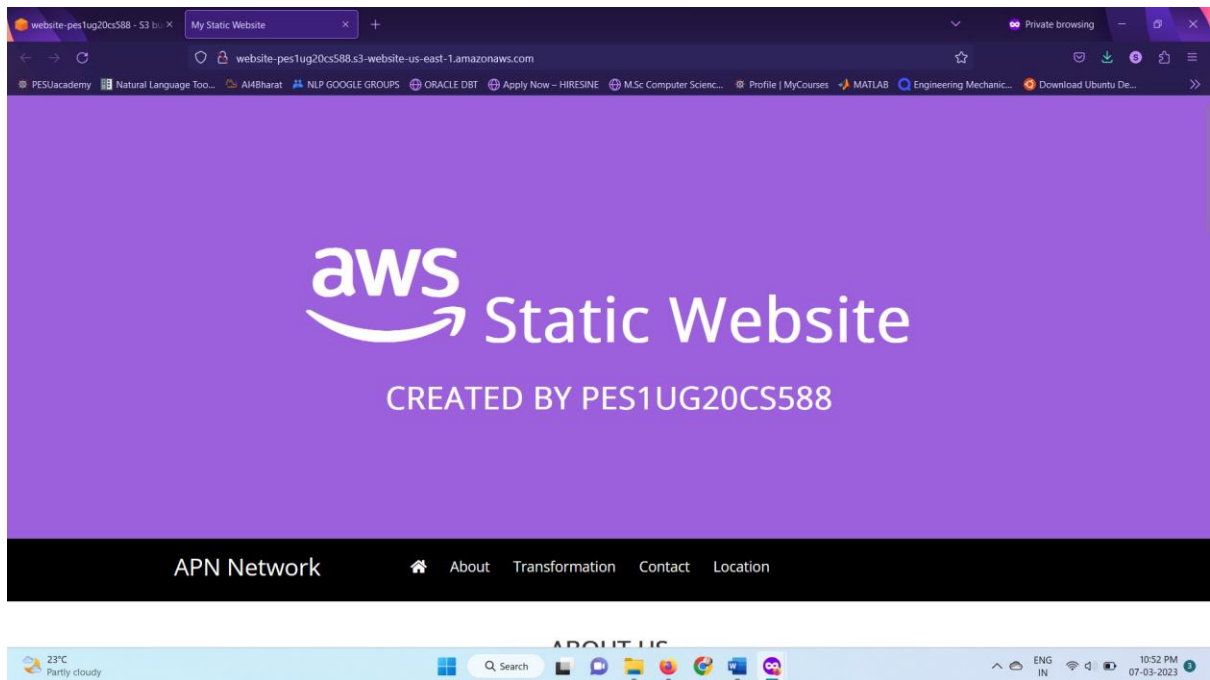 website-pes1ug20cs588 - S3 bu
My Static Website
Private browsing
website-pes1ug20cs588.s3-website-us-east-1.amazonaws.com
S
PESUacademy Natural Language Too... AI4Bharat NLP GOOGLE GROUPS ORACLE DBT Apply Now – HIRESINE M.Sc Computer Scienc... Profile | MyCourses MATLAB Engineering Mechanic... Download Ubuntu De...
aws
Static Website
CREATED BY PES1UG20CS588
APN Network About Transformation Contact Location
ABOUT US
23°C
Partly cloudy
Search
ENG
IN
10:52 PM
07-03-2023
3